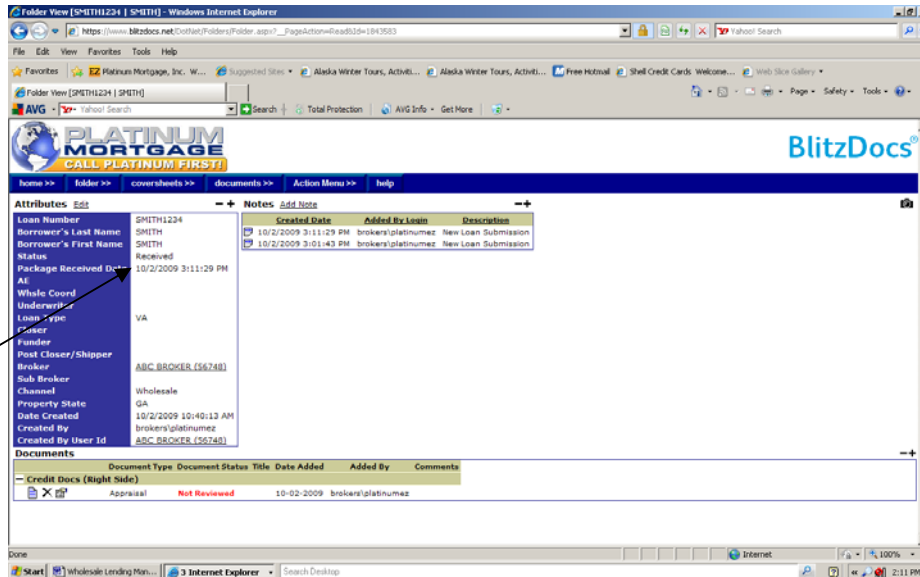 Folder View [SMITH1234 | SMITH] - Windows Internet Explorer
https://www.blitzdocs.net/DotNet/Folders/Folder.aspx?__PageAction=Read&Id=1843583
Yahoo! Search
File Edit View Favorites Tools Help
Favorites EZ Platinum Mortgage, Inc. W... Suggested Sites Alaska Winter Tours, Activiti... Alaska Winter Tours, Activiti... Free Hotmail Shell Credit Cards Welcome... Web Slice Gallery
Folder View [SMITH1234 | SMITH]
Page Safety Tools
AVG Yahoo! Search Search Total Protection AVG Info Get More
PLATINUM
MORTGAGE
CALL PLATINUM FIRST!
BlitzDocs®
home >> folder >> coversheets >> documents >> Action Menu >> help
Attributes Edit - + Notes Add Note -+
Created Date Added By Login Description
10/2/2009 3:11:29 PM brokers\platinumez New Loan Submission
10/2/2009 3:01:43 PM brokers\platinumez New Loan Submission
Loan Number SMITH1234
Borrower's Last Name SMITH
Borrower's First Name SMITH
Status Received
Package Received Date 10/2/2009 3:11:29 PM
AE
Whsle Coord
Underwriter
Loan Type VA
Closer
Funder
Post Closer/Shipper
Broker ABC BROKER (56748)
Sub Broker
Channel Wholesale
Property State GA
Date Created 10/2/2009 10:40:13 AM
Created By brokers\platinumez
Created By User Id ABC BROKER (56748)
Documents -+
Document Type Document Status Title Date Added Added By Comments
Credit Docs (Right Side)
Appraisal Not Reviewed 10-02-2009 brokers\platinumez
Done Internet 100%
Start Wholesale Lending Man... 3 Internet Explorer Search Desktop 2:11 PM